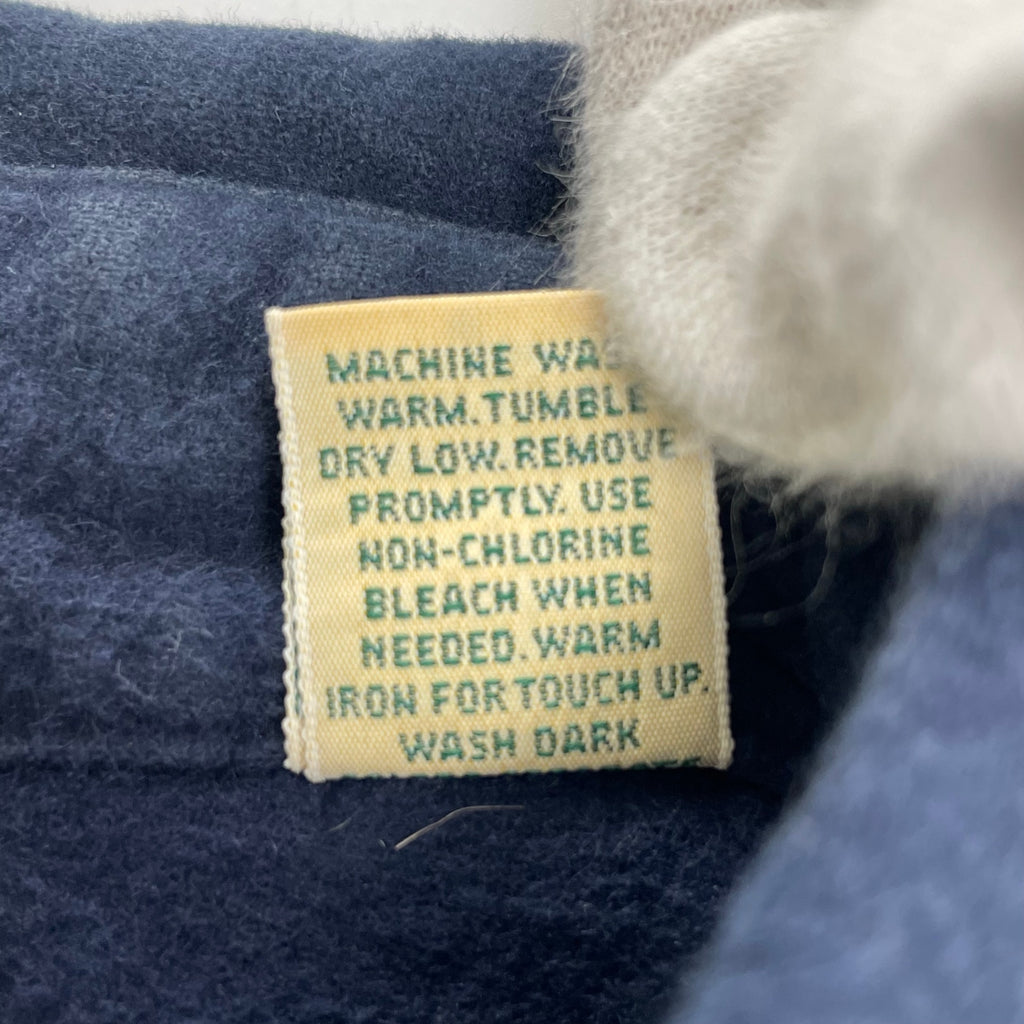 MACHINE WAS
WARM.TUMBLE
DRY LOW.REMOVE
PROMPTLY. USE
NON-CHLORINE
BLEACH WHEN
NEEDED.WARM
IRON FOR TOUCH UP.
WASH DARK